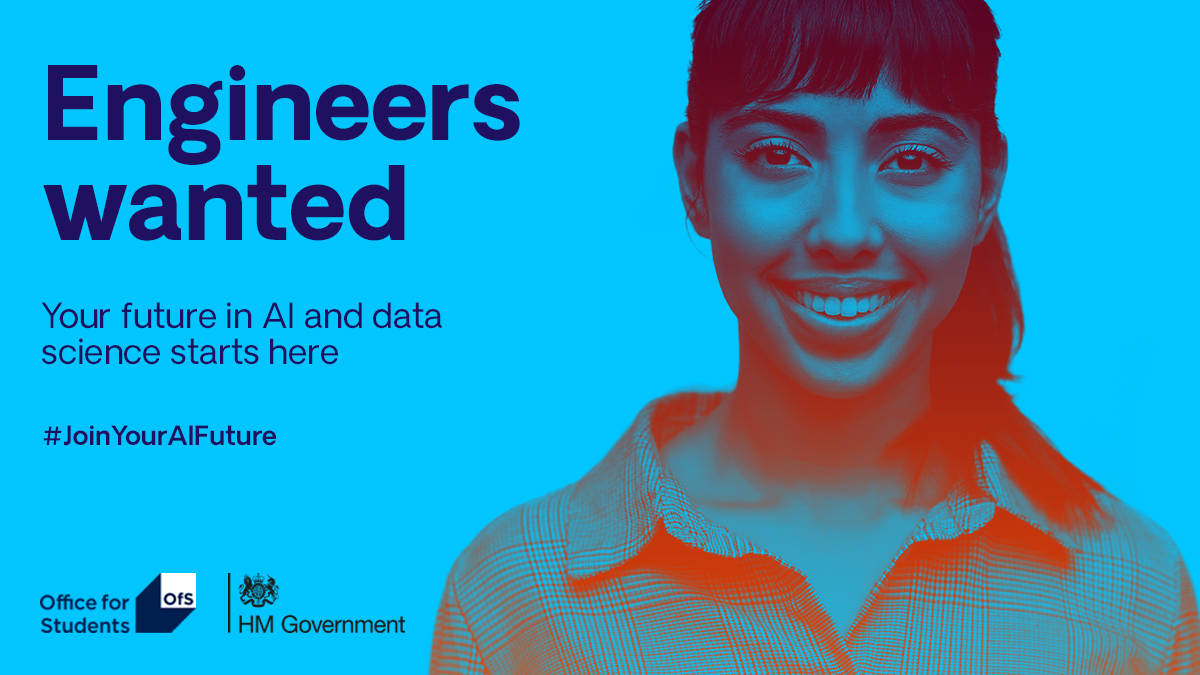 Engineers
wanted
Your future in AI and data
science starts here
#JoinYourAIFuture
Office for
Students
OfS
HM Government